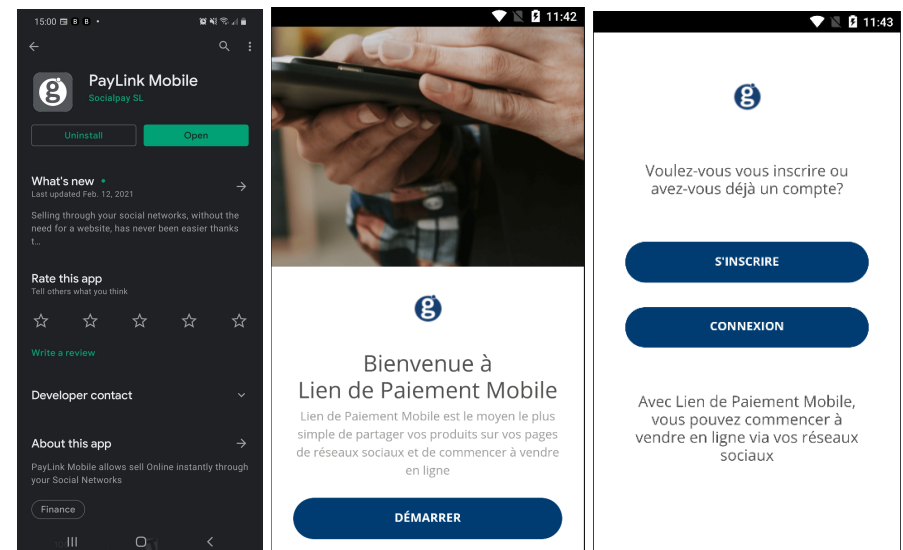 15:00 B B •
PayLink Mobile
Socialpay SL
Uninstall
Open
What's new •
Last updated Feb. 12, 2021
Selling through your social networks, without the
need for a website, has never been easier thanks
t...
Rate this app
Tell others what you think
Write a review
Developer contact
About this app
PayLink Mobile allows sell Online instantly through
your Social Networks
Finance
11:42
g
Bienvenue à
Lien de Paiement Mobile
Lien de Paiement Mobile est le moyen le plus
simple de partager vos produits sur vos pages
de réseaux sociaux et de commencer à vendre
en ligne
DÉMARRER
11:43
g
Voulez-vous vous inscrire ou
avez-vous déjà un compte?
S'INSCRIRE
CONNEXION
Avec Lien de Paiement Mobile,
vous pouvez commencer à
vendre en ligne via vos réseaux
sociaux